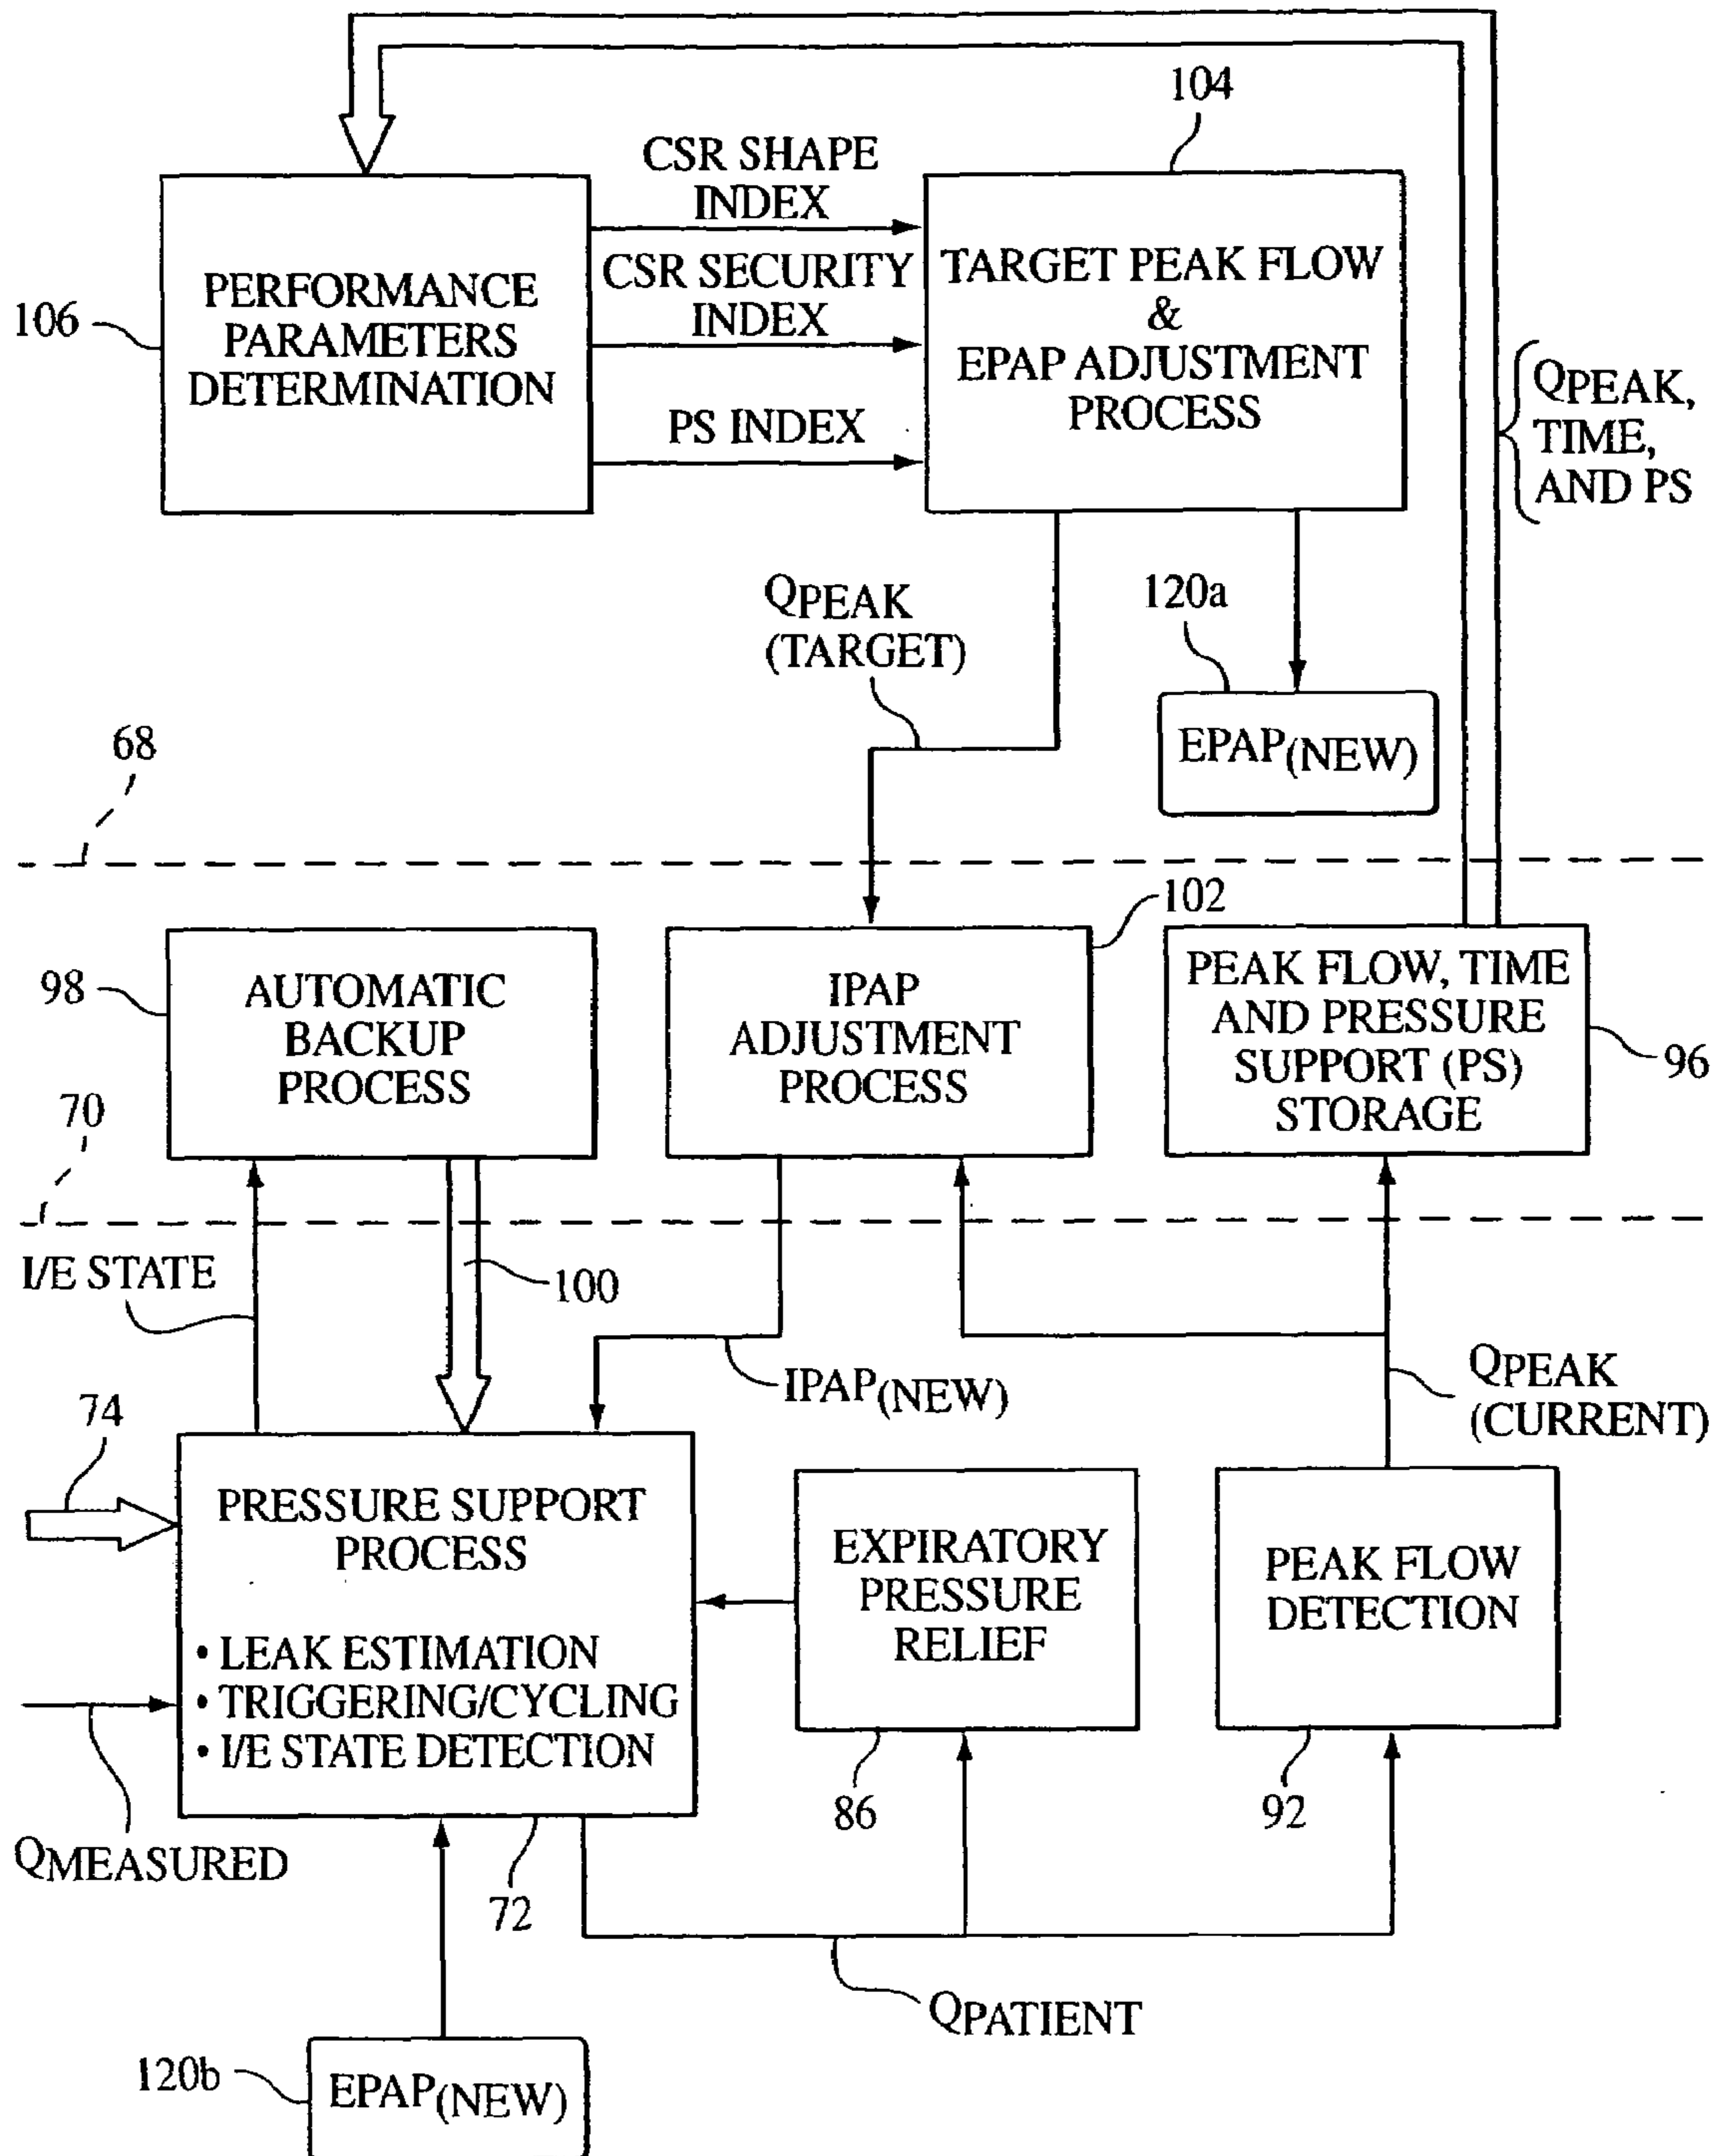 104
CSR SHAPE
INDEX
CSR SECURITY
INDEX
PS INDEX
106
PERFORMANCE
PARAMETERS
DETERMINATION
TARGET PEAK FLOW
&
EPAP ADJUSTMENT
PROCESS
QPEAK,
TIME,
AND PS
QPEAK
(TARGET)
120a
EPAP(NEW)
68
102
98
AUTOMATIC
BACKUP
PROCESS
IPAP
ADJUSTMENT
PROCESS
PEAK FLOW, TIME
AND PRESSURE
SUPPORT (PS)
STORAGE
96
70
I/E STATE
100
IPAP(NEW)
QPEAK
(CURRENT)
74
PRESSURE SUPPORT
PROCESS
• LEAK ESTIMATION
• TRIGGERING/CYCLING
• I/E STATE DETECTION
EXPIRATORY
PRESSURE
RELIEF
PEAK FLOW
DETECTION
86
92
QMEASURED
72
QPATIENT
120b
EPAP(NEW)